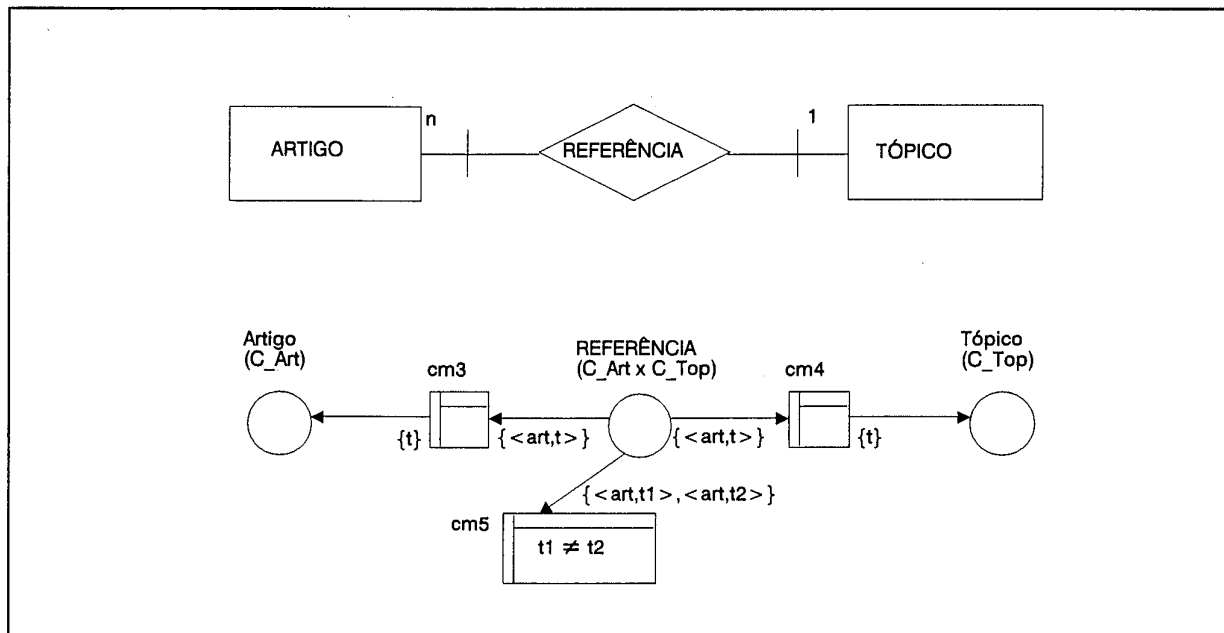 n
1
ARTIGO
REFERÊNCIA
TÓPICO
Artigo
(C_Art)
REFERÊNCIA
(C_Art x C_Top)
Tópico
(C_Top)
cm3
cm4
{t}
{<art,t>}
{<art,t>}
{t}
{<art,t1>,<art,t2>}
cm5
t1 ≠ t2